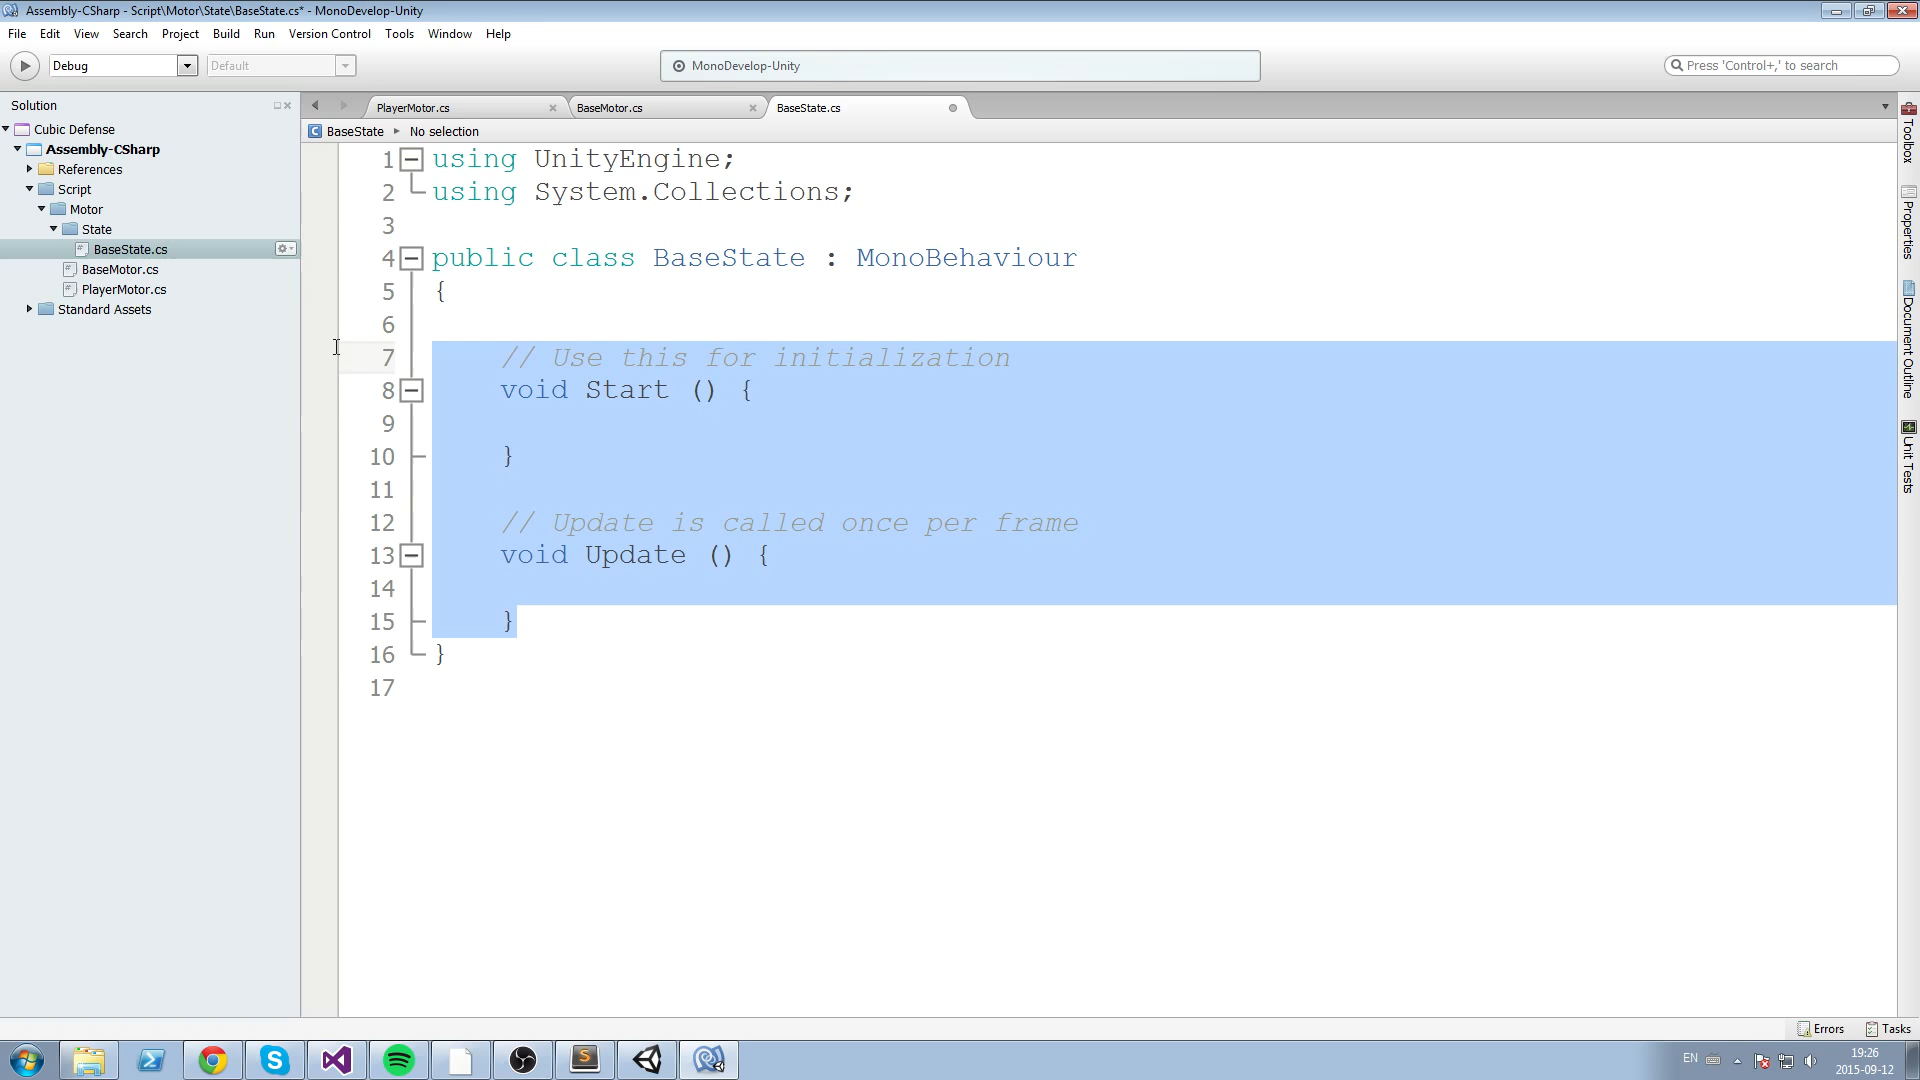 Assembly-CSharp - Script\Motor\State\BaseState.cs* - MonoDevelop-Unity
File Edit View Search Project Build Run Version Control Tools Window Help
Debug Default MonoDevelop-Unity Press 'Control+,' to search
Solution
Cubic Defense
Assembly-CSharp
References
Script
Motor
State
BaseState.cs
BaseMotor.cs
PlayerMotor.cs
Standard Assets
PlayerMotor.cs BaseMotor.cs BaseState.cs
BaseState No selection
1 using UnityEngine;
2 using System.Collections;
3
4 public class BaseState : MonoBehaviour
5 {
6
7 // Use this for initialization
8 void Start () {
9
10 }
11
12 // Update is called once per frame
13 void Update () {
14
15 }
16 }
17
Toolbox
Properties
Document Outline
Unit Tests
Errors Tasks
EN 19:26
2015-09-12